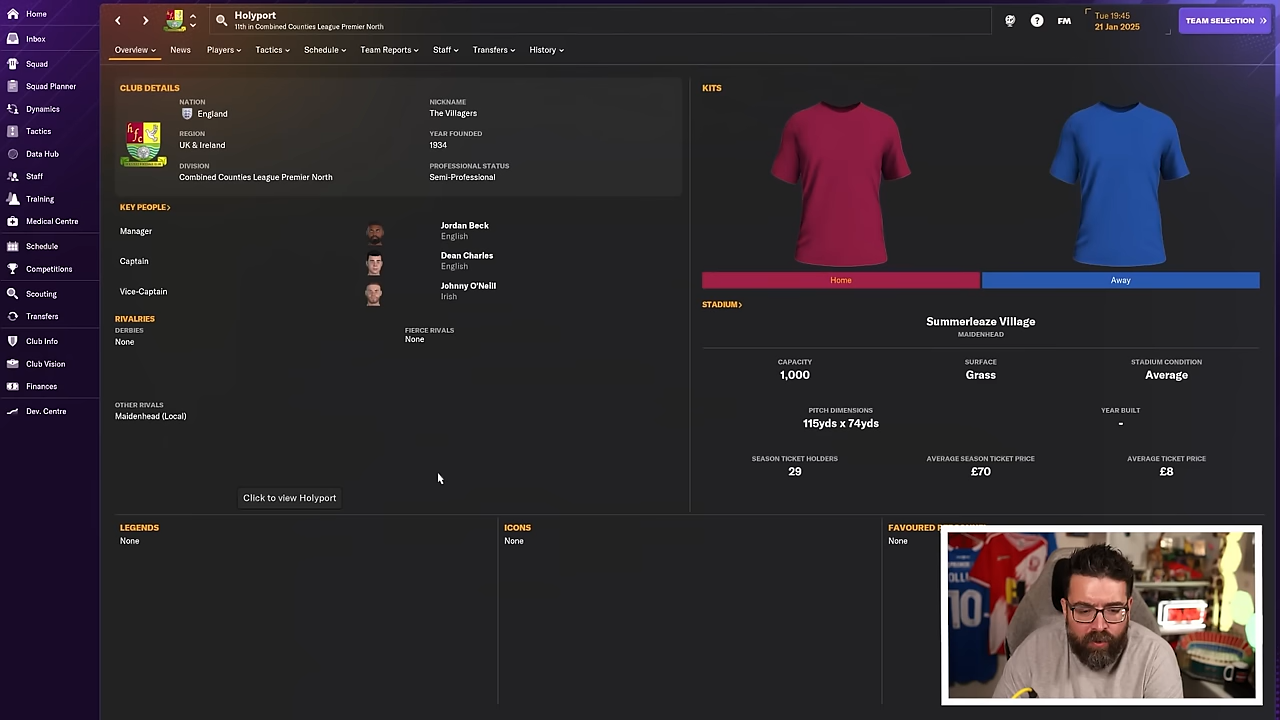 Home
Inbox
Squad
Squad Planner
Dynamics
Tactics
Data Hub
Staff
Training
Medical Centre
Schedule
Competitions
Scouting
Transfers
Club Info
Club Vision
Finances
Dev. Centre
Holyport
11th in Combined Counties League Premier North
FM
Tue 19:45
21 Jan 2025
TEAM SELECTION
Overview
News
Players
Tactics
Schedule
Team Reports
Staff
Transfers
History
CLUB DETAILS
hfc
NATION
England
NICKNAME
The Villagers
REGION
UK & Ireland
YEAR FOUNDED
1934
DIVISION
Combined Counties League Premier North
PROFESSIONAL STATUS
Semi-Professional
KEY PEOPLE>
Manager
Jordan Beck
English
Captain
Dean Charles
English
Vice-Captain
Johnny O'Neill
Irish
RIVALRIES
DERBIES
None
FIERCE RIVALS
None
OTHER RIVALS
Maidenhead (Local)
Click to view Holyport
KITS
Home
Away
STADIUM>
Summerleaze Village
MAIDENHEAD
CAPACITY
1,000
SURFACE
Grass
STADIUM CONDITION
Average
PITCH DIMENSIONS
115yds x 74yds
YEAR BUILT
-
SEASON TICKET HOLDERS
29
AVERAGE SEASON TICKET PRICE
£70
AVERAGE TICKET PRICE
£8
LEGENDS
None
ICONS
None
FAVOURED
None
10